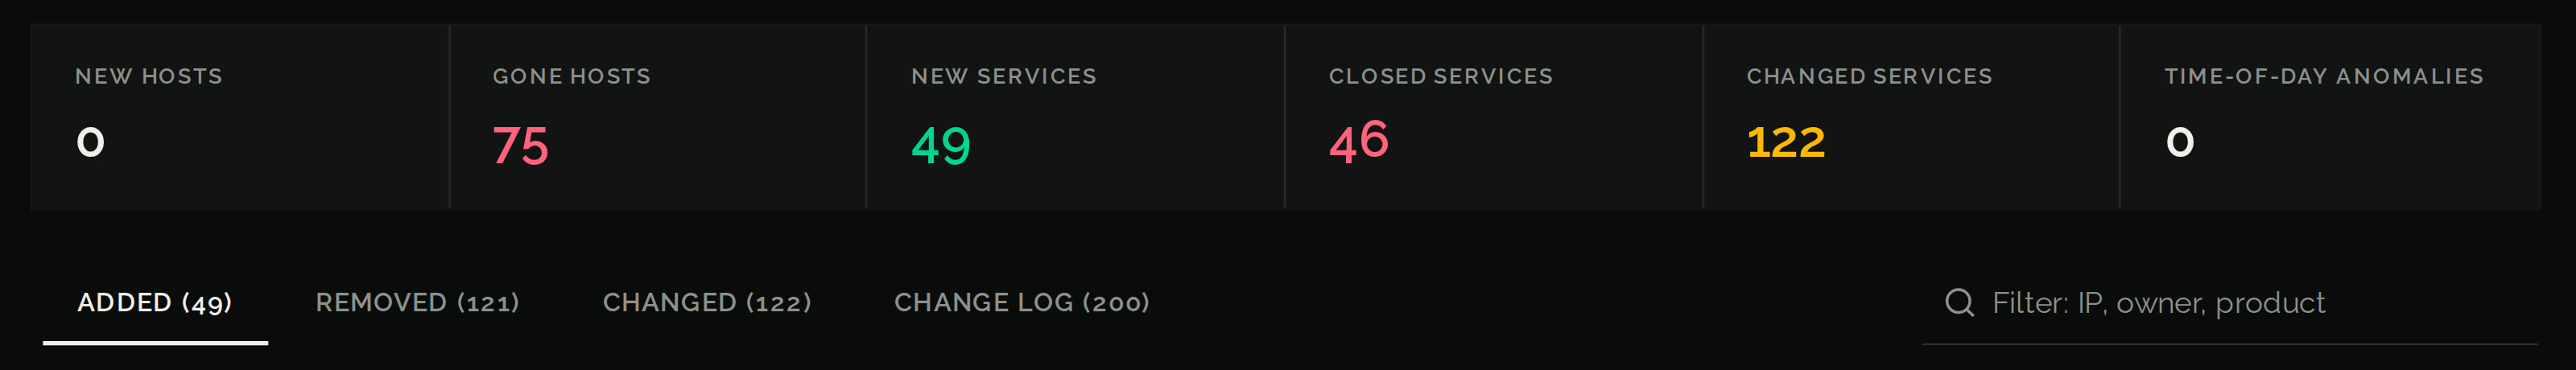 NEW HOSTS GONE HOSTS NEW SERVICES CLOSED SERVICES CHANGED SERVICES TIME-OF-DAY ANOMALIES
0 75 49 46 122 0
ADDED (49) REMOVED (121) CHANGED (122) CHANGE LOG (200) Filter: IP, owner, product